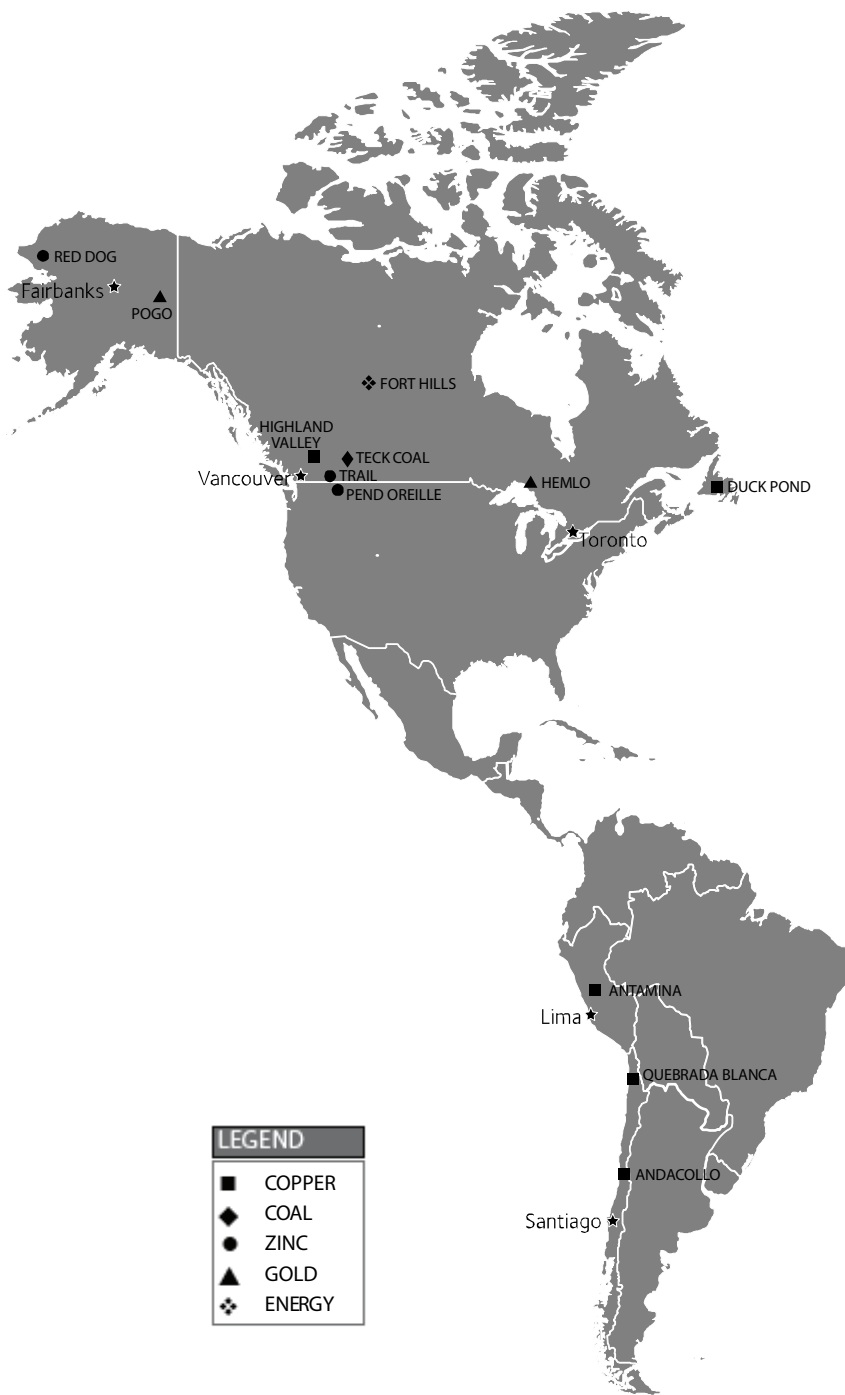 RED DOG
Fairbanks
POGO
FORT HILLS
HIGHLAND
VALLEY
TECK COAL
Vancouver
TRAIL
PEND OREILLE
HEMLO
DUCK POND
Toronto
ANTAMINA
Lima
QUEBRADA BLANCA
ANDACOLLO
Santiago
LEGEND
COPPER
COAL
ZINC
GOLD
ENERGY